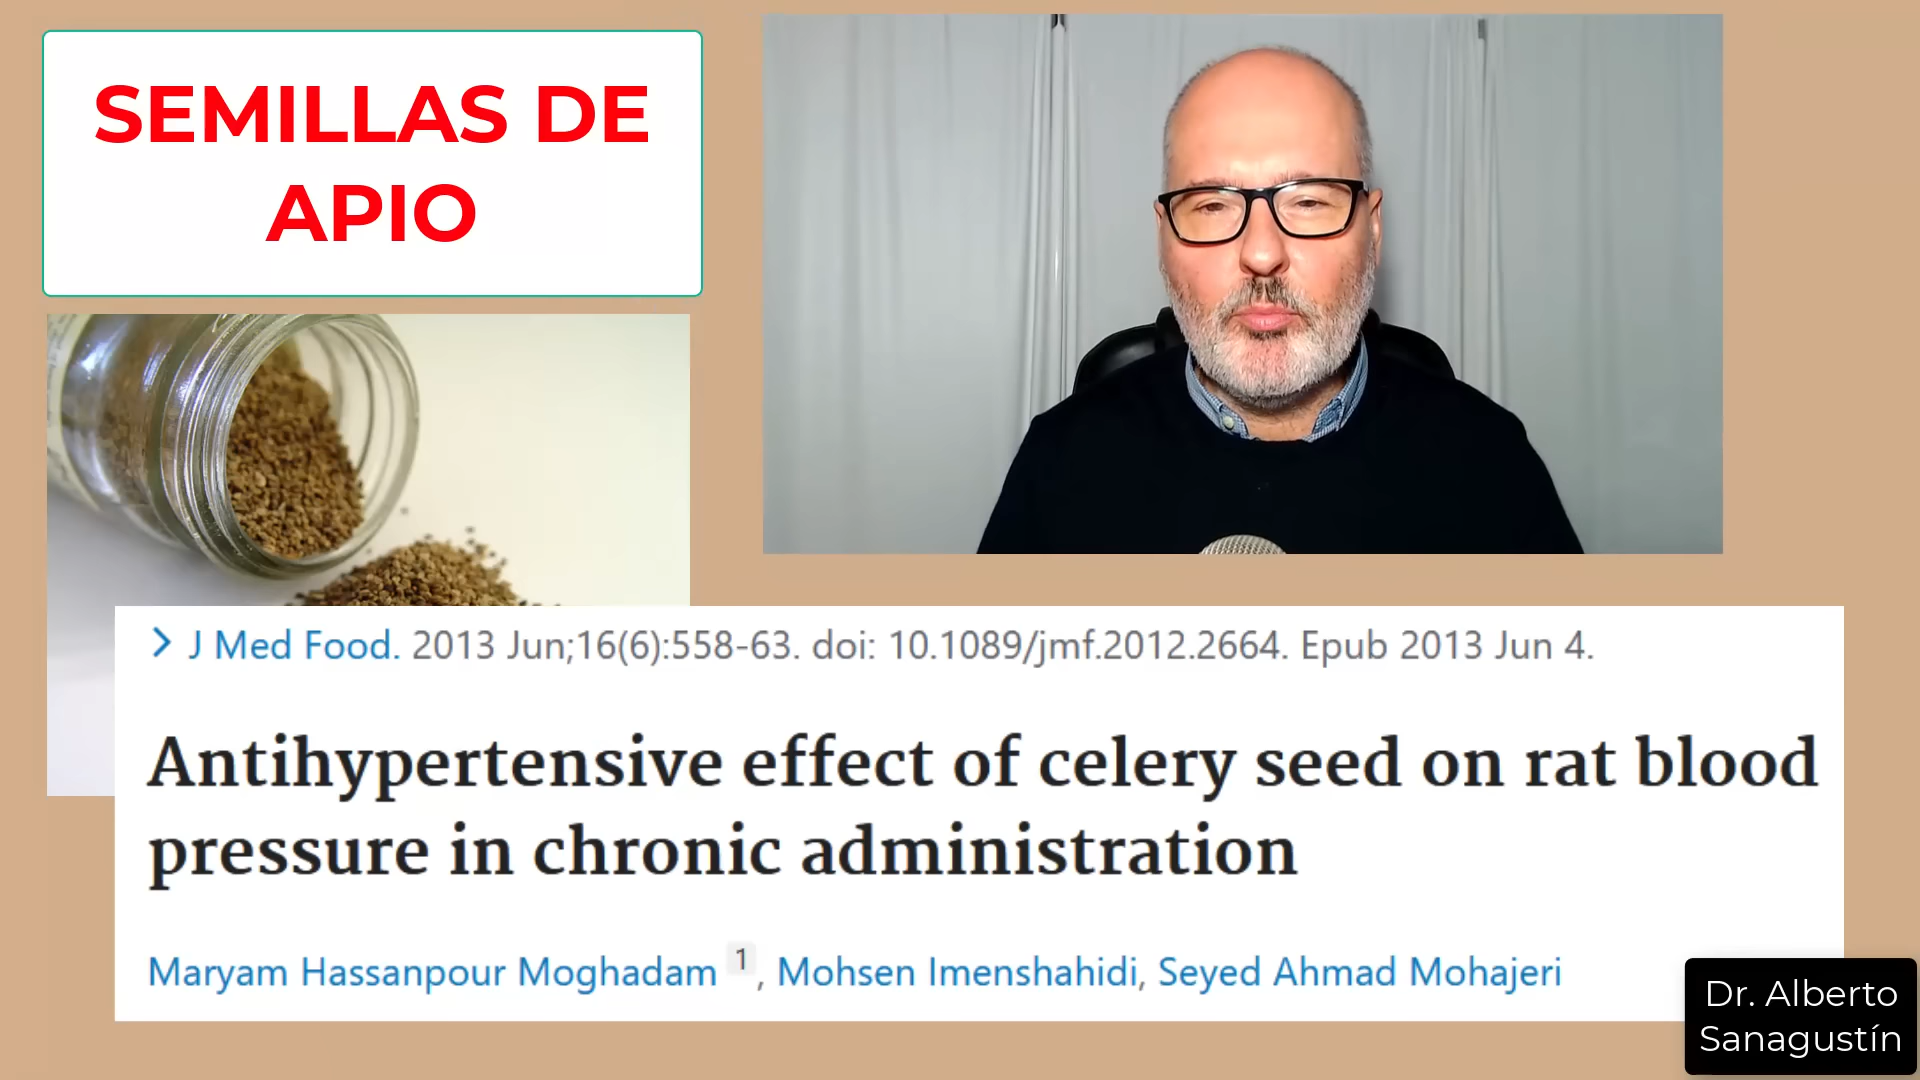 SEMILLAS DE
APIO
J Med Food. 2013 Jun;16(6):558-63. doi: 10.1089/jmf.2012.2664. Epub 2013 Jun 4.
Antihypertensive effect of celery seed on rat blood
pressure in chronic administration
Maryam Hassanpour Moghadam 1, Mohsen Imenshahidi, Seyed Ahmad Mohajeri
Dr. Alberto
Sanagustín